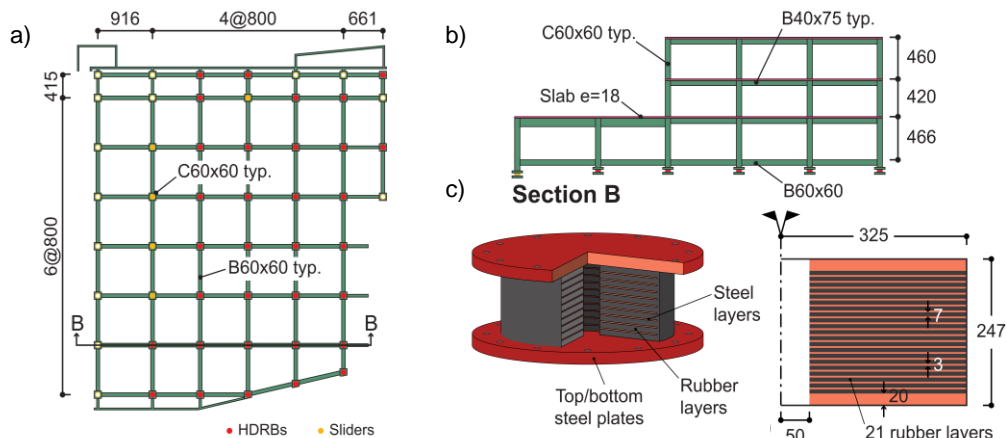 a)
916
4@800
661
415
C60x60 typ.
6@800
B60x60 typ.
B
B
HDRBs
Sliders
b)
C60x60 typ.
B40x75 typ.
460
Slab e=18
420
466
B60x60
Section B
c)
325
Steel
layers
7
247
3
Rubber
layers
20
Top/bottom
steel plates
50
21 rubber layers